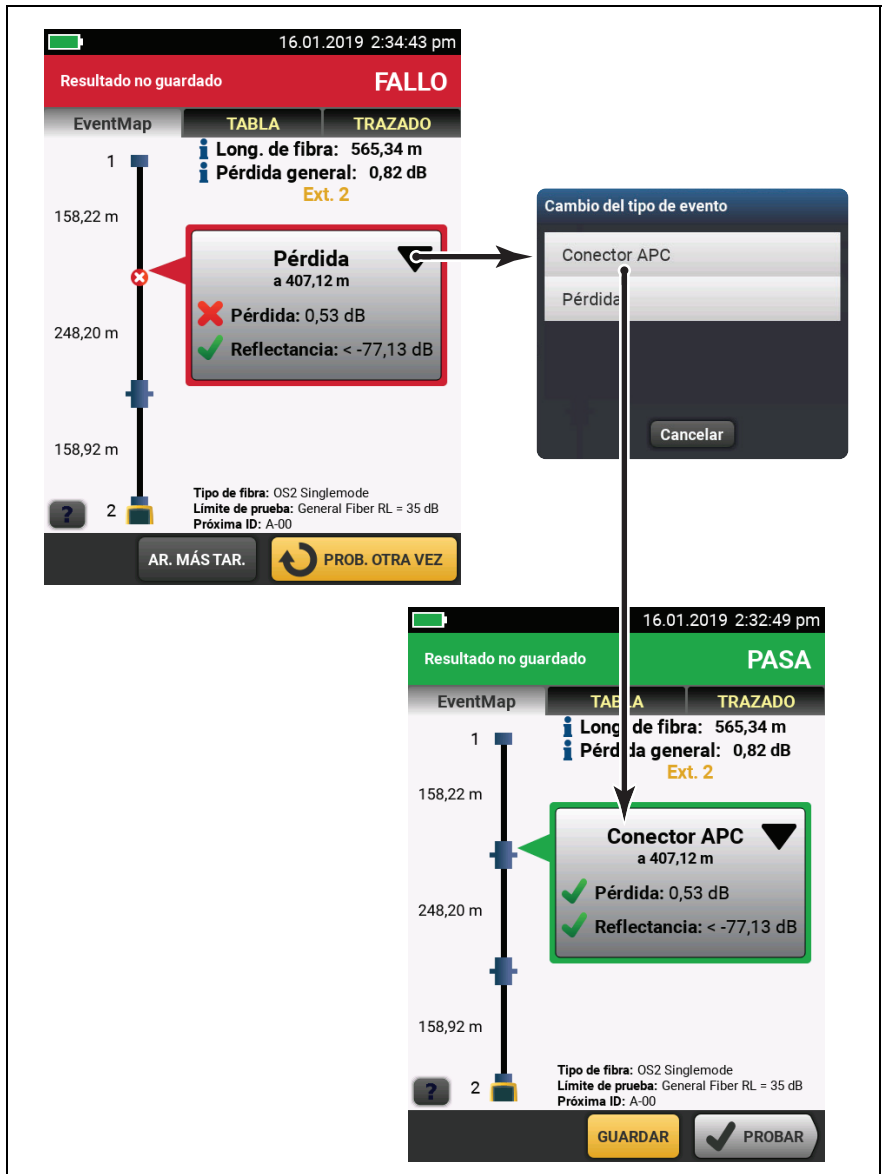 16.01.2019 2:34:43 pm
Resultado no guardado FALLO
EventMap TABLA TRAZADO
Long. de fibra: 565,34 m
Pérdida general: 0,82 dB
Ext. 2
1
158,22 m
Pérdida
a 407,12 m
Pérdida: 0,53 dB
Reflectancia: < -77,13 dB
248,20 m
158,92 m
2
Tipo de fibra: OS2 Singlemode
Límite de prueba: General Fiber RL = 35 dB
Próxima ID: A-00
?
AR. MÁS TAR. PROB. OTRA VEZ
Cambio del tipo de evento
Conector APC
Pérdida
Cancelar
16.01.2019 2:32:49 pm
Resultado no guardado PASA
EventMap TABLA TRAZADO
Long. de fibra: 565,34 m
Pérdida general: 0,82 dB
Ext. 2
1
158,22 m
Conector APC
a 407,12 m
Pérdida: 0,53 dB
Reflectancia: < -77,13 dB
248,20 m
158,92 m
2
Tipo de fibra: OS2 Singlemode
Límite de prueba: General Fiber RL = 35 dB
Próxima ID: A-00
?
GUARDAR PROBAR